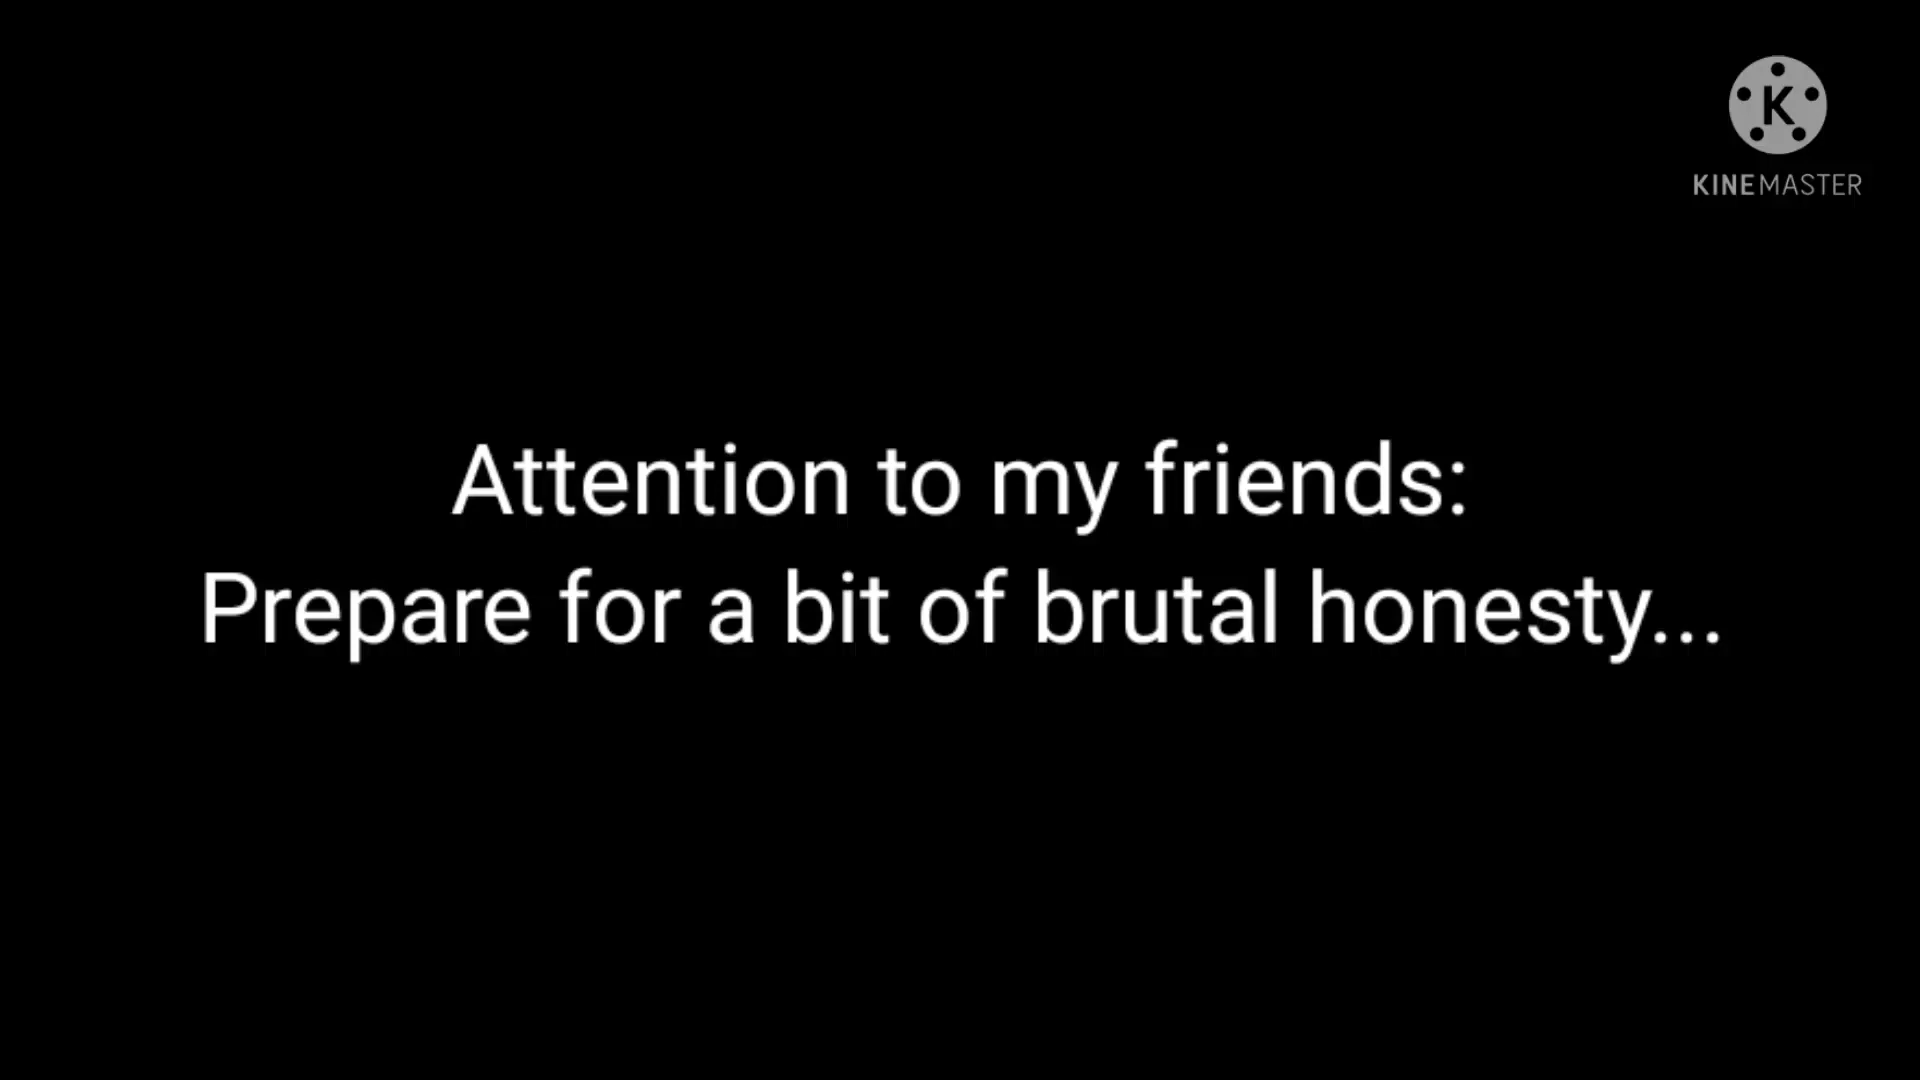 K
KINEMASTER
Attention to my friends:
Prepare for a bit of brutal honesty...